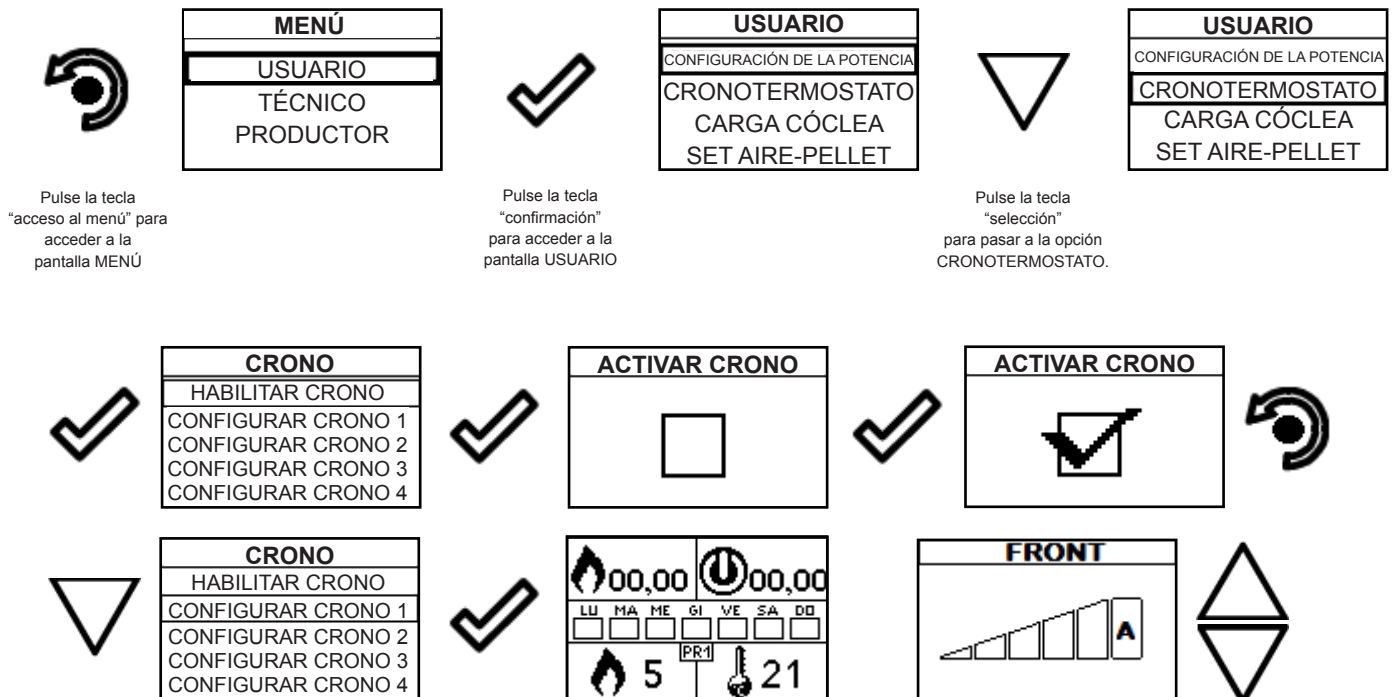 MENÚ
USUARIO
TÉCNICO
PRODUCTOR
USUARIO
CONFIGURACIÓN DE LA POTENCIA
CRONOTERMOSTATO
CARGA CÓCLEA
SET AIRE-PELLET
USUARIO
CONFIGURACIÓN DE LA POTENCIA
CRONOTERMOSTATO
CARGA CÓCLEA
SET AIRE-PELLET
Pulse la tecla
“acceso al menú” para
acceder a la
pantalla MENÚ
Pulse la tecla
“confirmación”
para acceder a la
pantalla USUARIO
Pulse la tecla
“selección”
para pasar a la opción
CRONOTERMOSTATO.
CRONO
HABILITAR CRONO
CONFIGURAR CRONO 1
CONFIGURAR CRONO 2
CONFIGURAR CRONO 3
CONFIGURAR CRONO 4
ACTIVAR CRONO
ACTIVAR CRONO
CRONO
HABILITAR CRONO
CONFIGURAR CRONO 1
CONFIGURAR CRONO 2
CONFIGURAR CRONO 3
CONFIGURAR CRONO 4
00,00 00,00
LU MA ME GI VE SA DO
PR1
5 21
FRONT
A